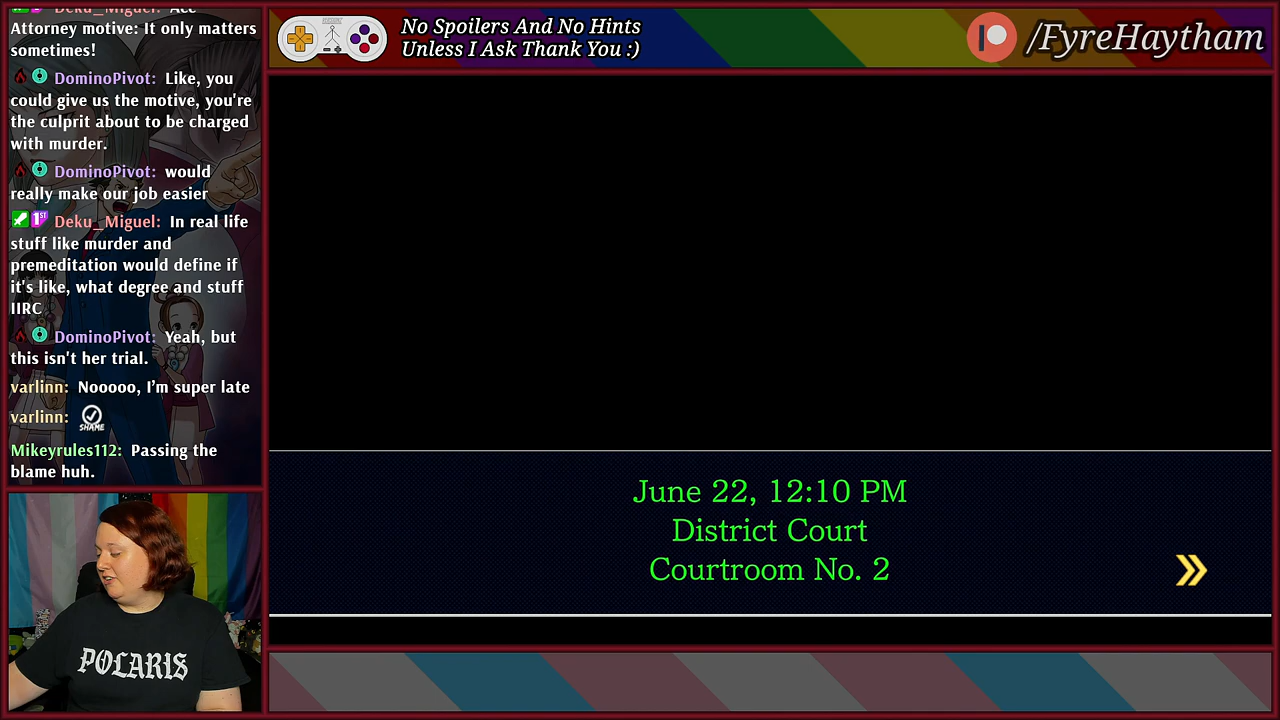 Deku_Miguel: Ace
Attorney motive: It only matters
sometimes!
DominoPivot: Like, you
could give us the motive, you're
the culprit about to be charged
with murder.
DominoPivot: would
really make our job easier
1ST Deku_Miguel: In real life
stuff like murder and
premeditation would define if
it's like, what degree and stuff
IIRC
DominoPivot: Yeah, but
this isn't her trial.
varlinn: Nooooo, I'm super late
varlinn: SHAME
Mikeyrules112: Passing the
blame huh.
No Spoilers And No Hints
Unless I Ask Thank You :)
/FyreHaytham
June 22, 12:10 PM
District Court
Courtroom No. 2
POLARIS